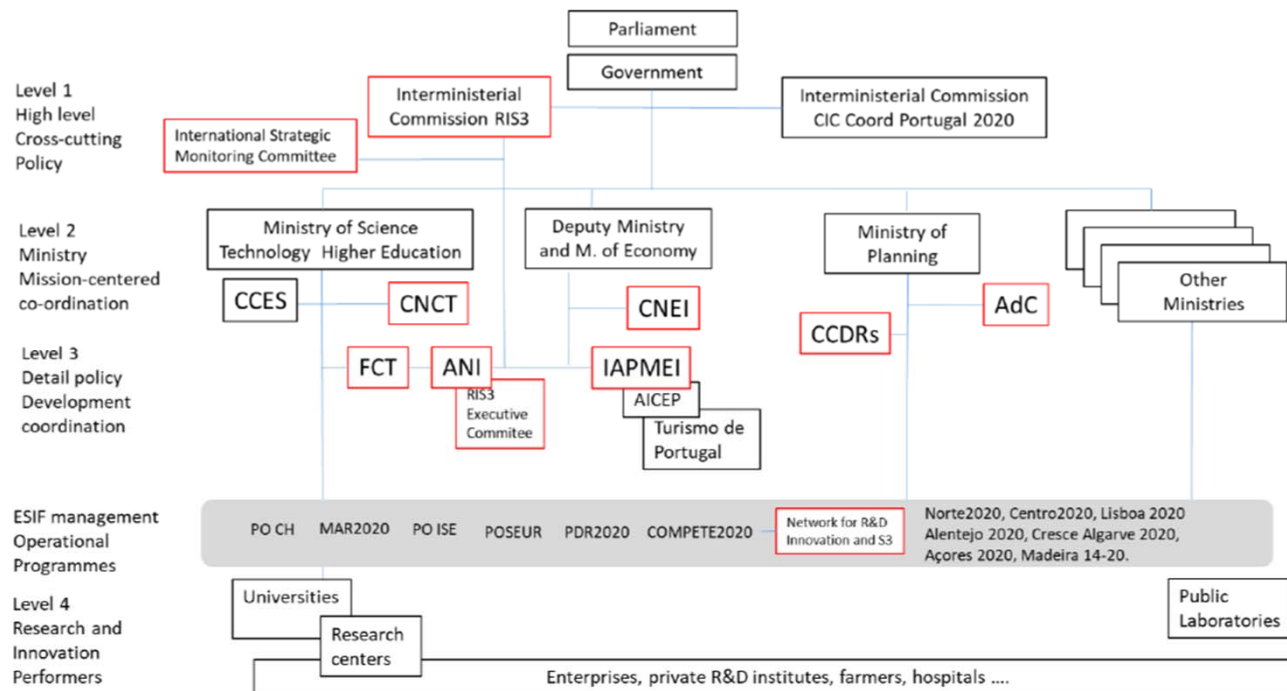 Parliament
Government
Level 1
High level
Cross-cutting
Policy
Interministerial
Commission RIS3
Interministerial Commission
CIC Coord Portugal 2020
International Strategic
Monitoring Committee
Level 2
Ministry
Mission-centered
co-ordination
Ministry of Science
Technology Higher Education
Deputy Ministry
and M. of Economy
Ministry of
Planning
Other
Ministries
CCES
CNCT
CNEI
AdC
CCDRs
Level 3
Detail policy
Development
coordination
FCT
ANI
IAPMEI
RIS3
Executive
Commitee
AICEP
Turismo de
Portugal
ESIF management
Operational
Programmes
PO CH
MAR2020
PO ISE
POSEUR
PDR2020
COMPETE2020
Network for R&D
Innovation and S3
Norte2020, Centro2020, Lisboa 2020
Alentejo 2020, Cresce Algarve 2020,
Açores 2020, Madeira 14-20.
Level 4
Research and
Innovation
Performers
Universities
Research
centers
Public
Laboratories
Enterprises, private R&D institutes, farmers, hospitals ....